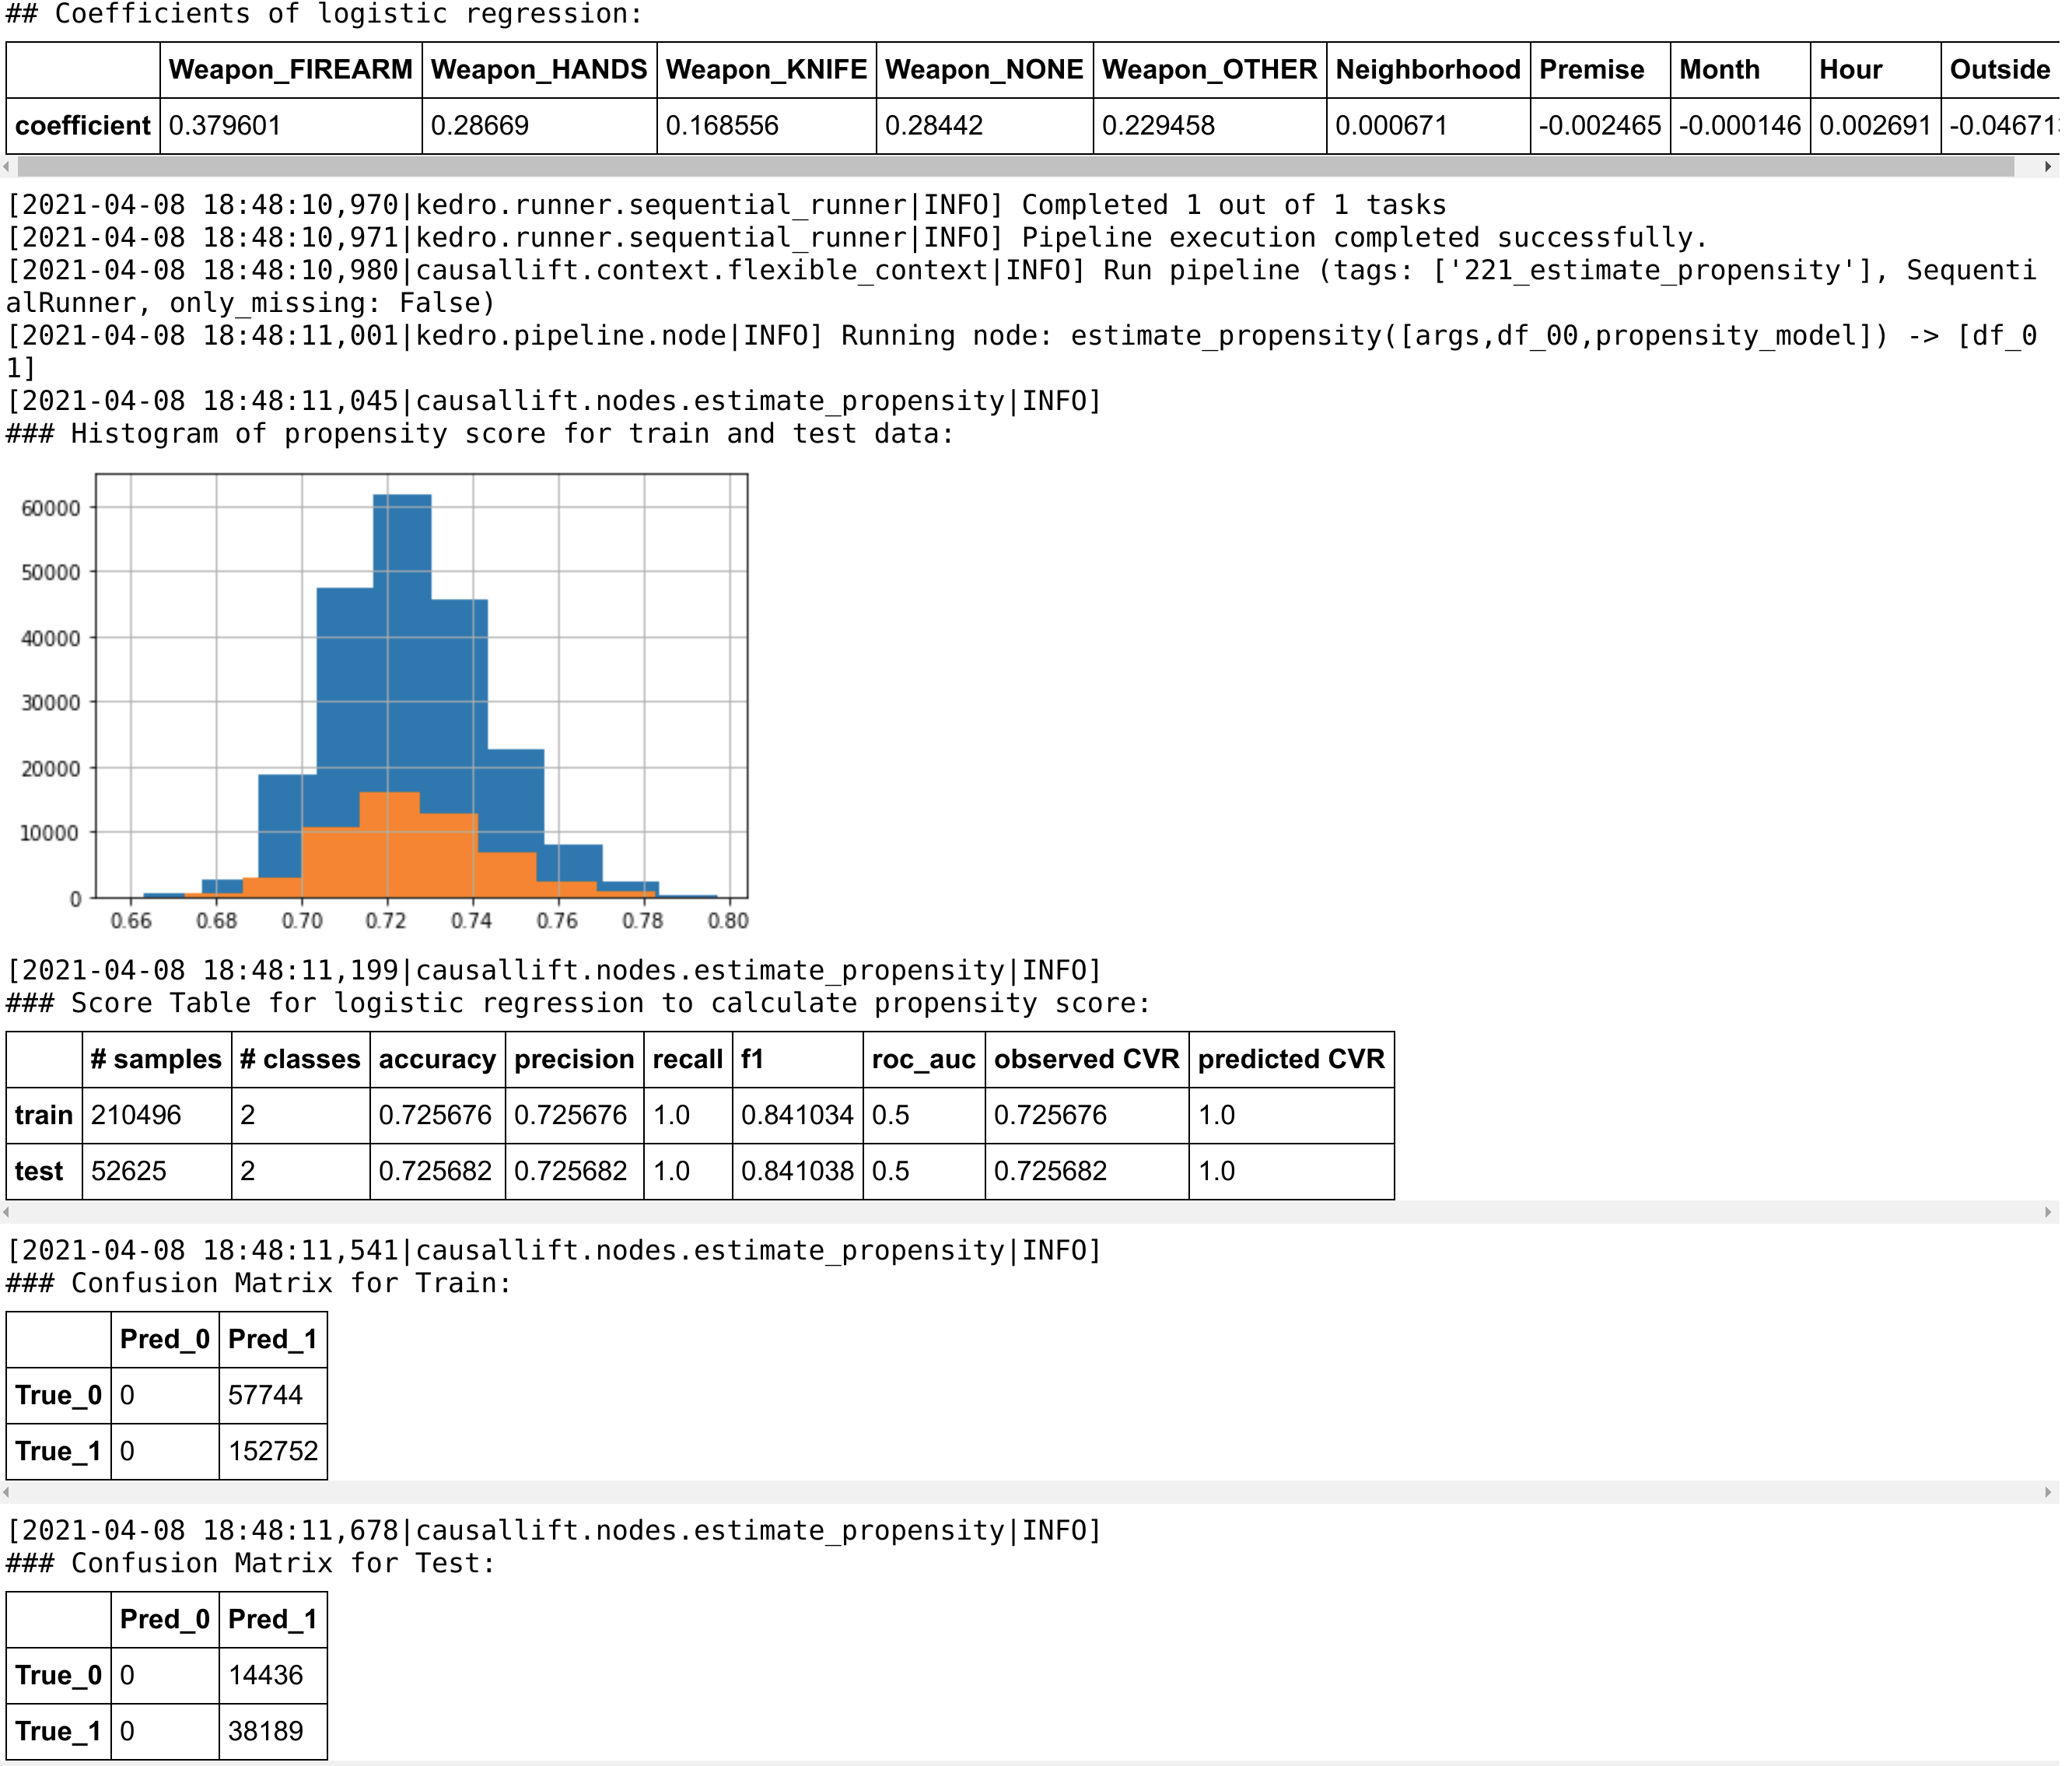 ## Coefficients of logistic regression:
Weapon_FIREARM Weapon_HANDS Weapon_KNIFE Weapon_NONE Weapon_OTHER Neighborhood Premise Month Hour Outside
coefficient 0.379601 0.28669 0.168556 0.28442 0.229458 0.000671 -0.002465 -0.000146 0.002691 -0.04671
[2021-04-08 18:48:10,970|kedro.runner.sequential_runner|INFO] Completed 1 out of 1 tasks
[2021-04-08 18:48:10,971|kedro.runner.sequential_runner|INFO] Pipeline execution completed successfully.
[2021-04-08 18:48:10,980|causallift.context.flexible_context|INFO] Run pipeline (tags: ['221_estimate_propensity'], Sequenti
alRunner, only_missing: False)
[2021-04-08 18:48:11,001|kedro.pipeline.node|INFO] Running node: estimate_propensity([args,df_00,propensity_model]) -> [df_0
1]
[2021-04-08 18:48:11,045|causallift.nodes.estimate_propensity|INFO]
### Histogram of propensity score for train and test data:
60000
50000
40000
30000
20000
10000
0
0.66 0.68 0.70 0.72 0.74 0.76 0.78 0.80
[2021-04-08 18:48:11,199|causallift.nodes.estimate_propensity|INFO]
### Score Table for logistic regression to calculate propensity score:
# samples # classes accuracy precision recall f1 roc_auc observed CVR predicted CVR
train 210496 2 0.725676 0.725676 1.0 0.841034 0.5 0.725676 1.0
test 52625 2 0.725682 0.725682 1.0 0.841038 0.5 0.725682 1.0
[2021-04-08 18:48:11,541|causallift.nodes.estimate_propensity|INFO]
### Confusion Matrix for Train:
Pred_0 Pred_1
True_0 0 57744
True_1 0 152752
[2021-04-08 18:48:11,678|causallift.nodes.estimate_propensity|INFO]
### Confusion Matrix for Test:
Pred_0 Pred_1
True_0 0 14436
True_1 0 38189